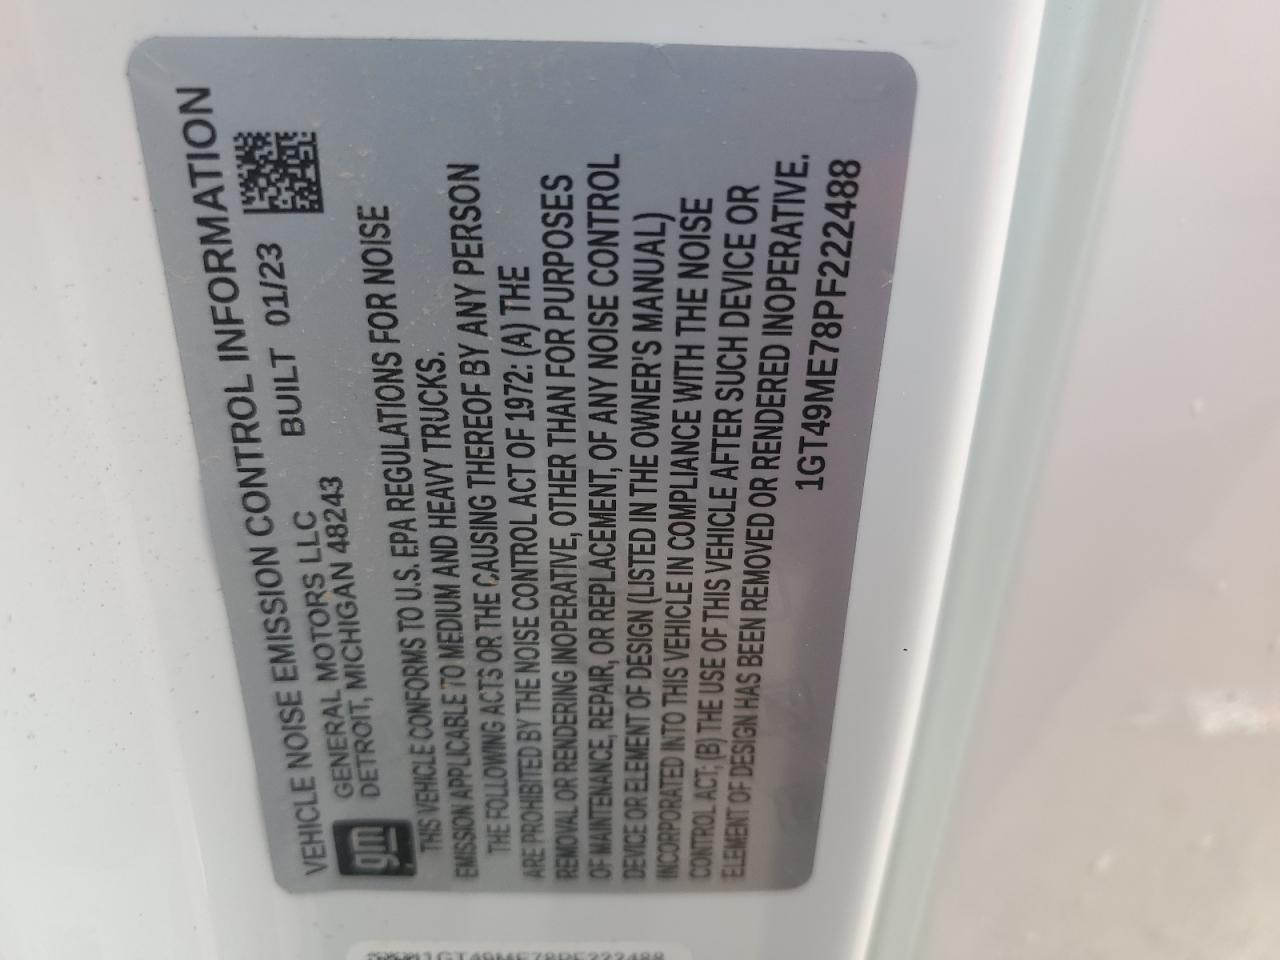 VEHICLE NOISE EMISSION CONTROL INFORMATION
gm
GENERAL MOTORS LLC
DETROIT, MICHIGAN 48243
BUILT 01/23
THIS VEHICLE CONFORMS TO U.S. EPA REGULATIONS FOR NOISE
EMISSION APPLICABLE TO MEDIUM AND HEAVY TRUCKS.
THE FOLLOWING ACTS OR THE CAUSING THEREOF BY ANY PERSON
ARE PROHIBITED BY THE NOISE CONTROL ACT OF 1972: (A) THE
REMOVAL OR RENDERING INOPERATIVE, OTHER THAN FOR PURPOSES
OF MAINTENANCE, REPAIR, OR REPLACEMENT, OF ANY NOISE CONTROL
DEVICE OR ELEMENT OF DESIGN (LISTED IN THE OWNER'S MANUAL)
INCORPORATED INTO THIS VEHICLE IN COMPLIANCE WITH THE NOISE
CONTROL ACT; (B) THE USE OF THIS VEHICLE AFTER SUCH DEVICE OR
ELEMENT OF DESIGN HAS BEEN REMOVED OR RENDERED INOPERATIVE.
1GT49ME78PF222488
1GT49ME78PF222488